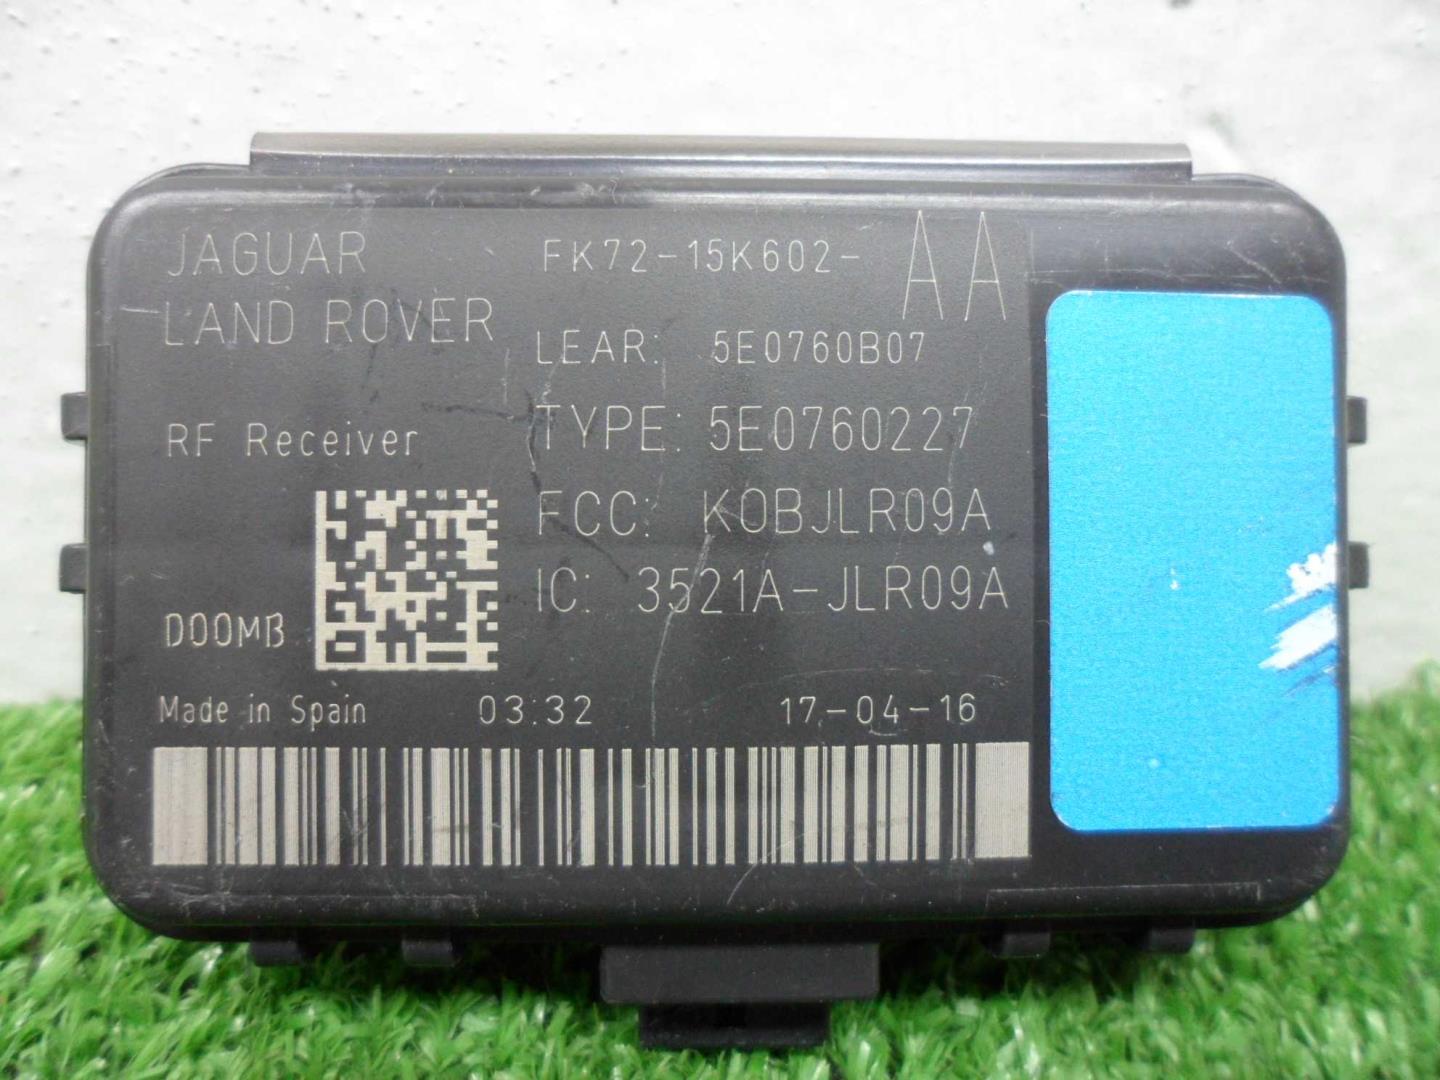 JAGUAR
LAND ROVER
FK72-15K602-AA
LEAR: 5E0760B07
TYPE: 5E0760227
RF Receiver
FCC: KOBJLR09A
IC: 3521A-JLR09A
D00MB
Made in Spain 03:32 17-04-16